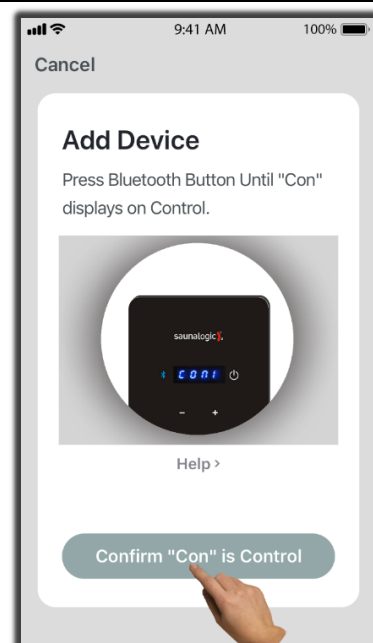 9:41 AM 100%
Cancel
Add Device
Press Bluetooth Button Until "Con"
displays on Control.
saunalogic
CON1
− +
Help >
Confirm "Con" is Control